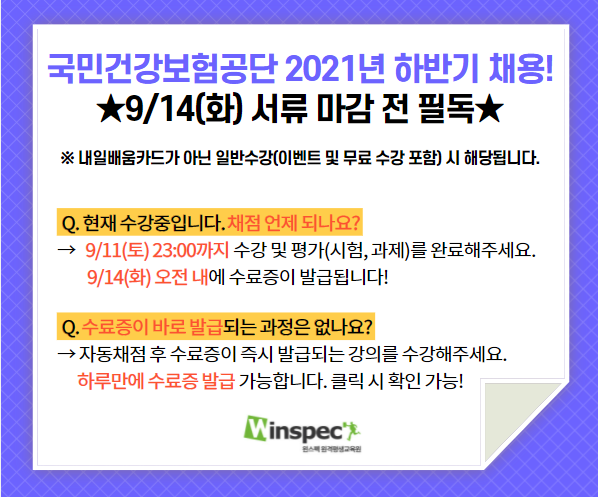 국민건강보험공단 2021년 하반기 채용!
★9/14(화) 서류 마감 전 필독★
※ 내일배움카드가 아닌 일반수강(이벤트 및 무료 수강 포함) 시 해당됩니다.
Q. 현재 수강중입니다. 채점 언제 되나요?
→ 9/11(토) 23:00까지 수강 및 평가(시험, 과제)를 완료해주세요.
9/14(화) 오전 내에 수료증이 발급됩니다!
Q. 수료증이 바로 발급되는 과정은 없나요?
→ 자동채점 후 수료증이 즉시 발급되는 강의를 수강해주세요.
하루만에 수료증 발급 가능합니다. 클릭 시 확인 가능!
Winspec
윈스펙 원격평생교육원